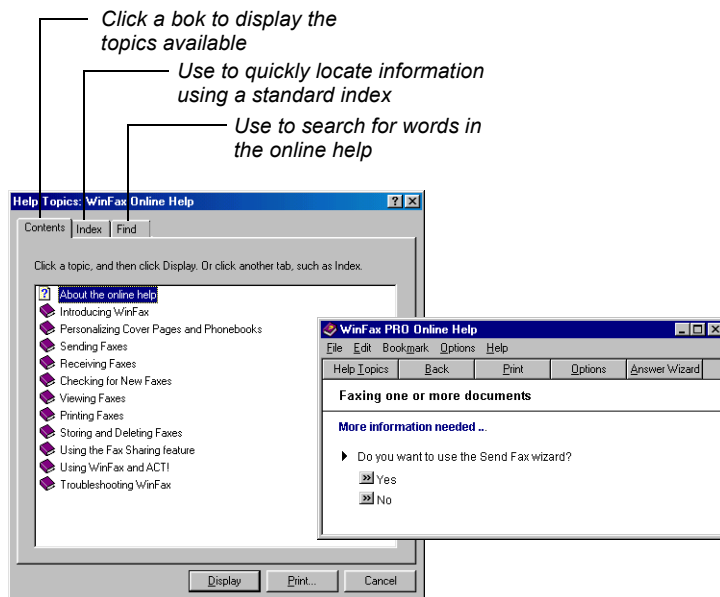 Click a bok to display the
topics available
Use to quickly locate information
using a standard index
Use to search for words in
the online help
Help Topics: WinFax Online Help
Contents Index Find
Click a topic, and then click Display. Or click another tab, such as Index.
About the online help
Introducing WinFax
Personalizing Cover Pages and Phonebooks
Sending Faxes
Receiving Faxes
Checking for New Faxes
Viewing Faxes
Printing Faxes
Storing and Deleting Faxes
Using the Fax Sharing feature
Using WinFax and ACT!
Troubleshooting WinFax
Display Print... Cancel
WinFax PRO Online Help
File Edit Bookmark Options Help
Help Topics Back Print Options Answer Wizard
Faxing one or more documents
More information needed ...
Do you want to use the Send Fax wizard?
Yes
No